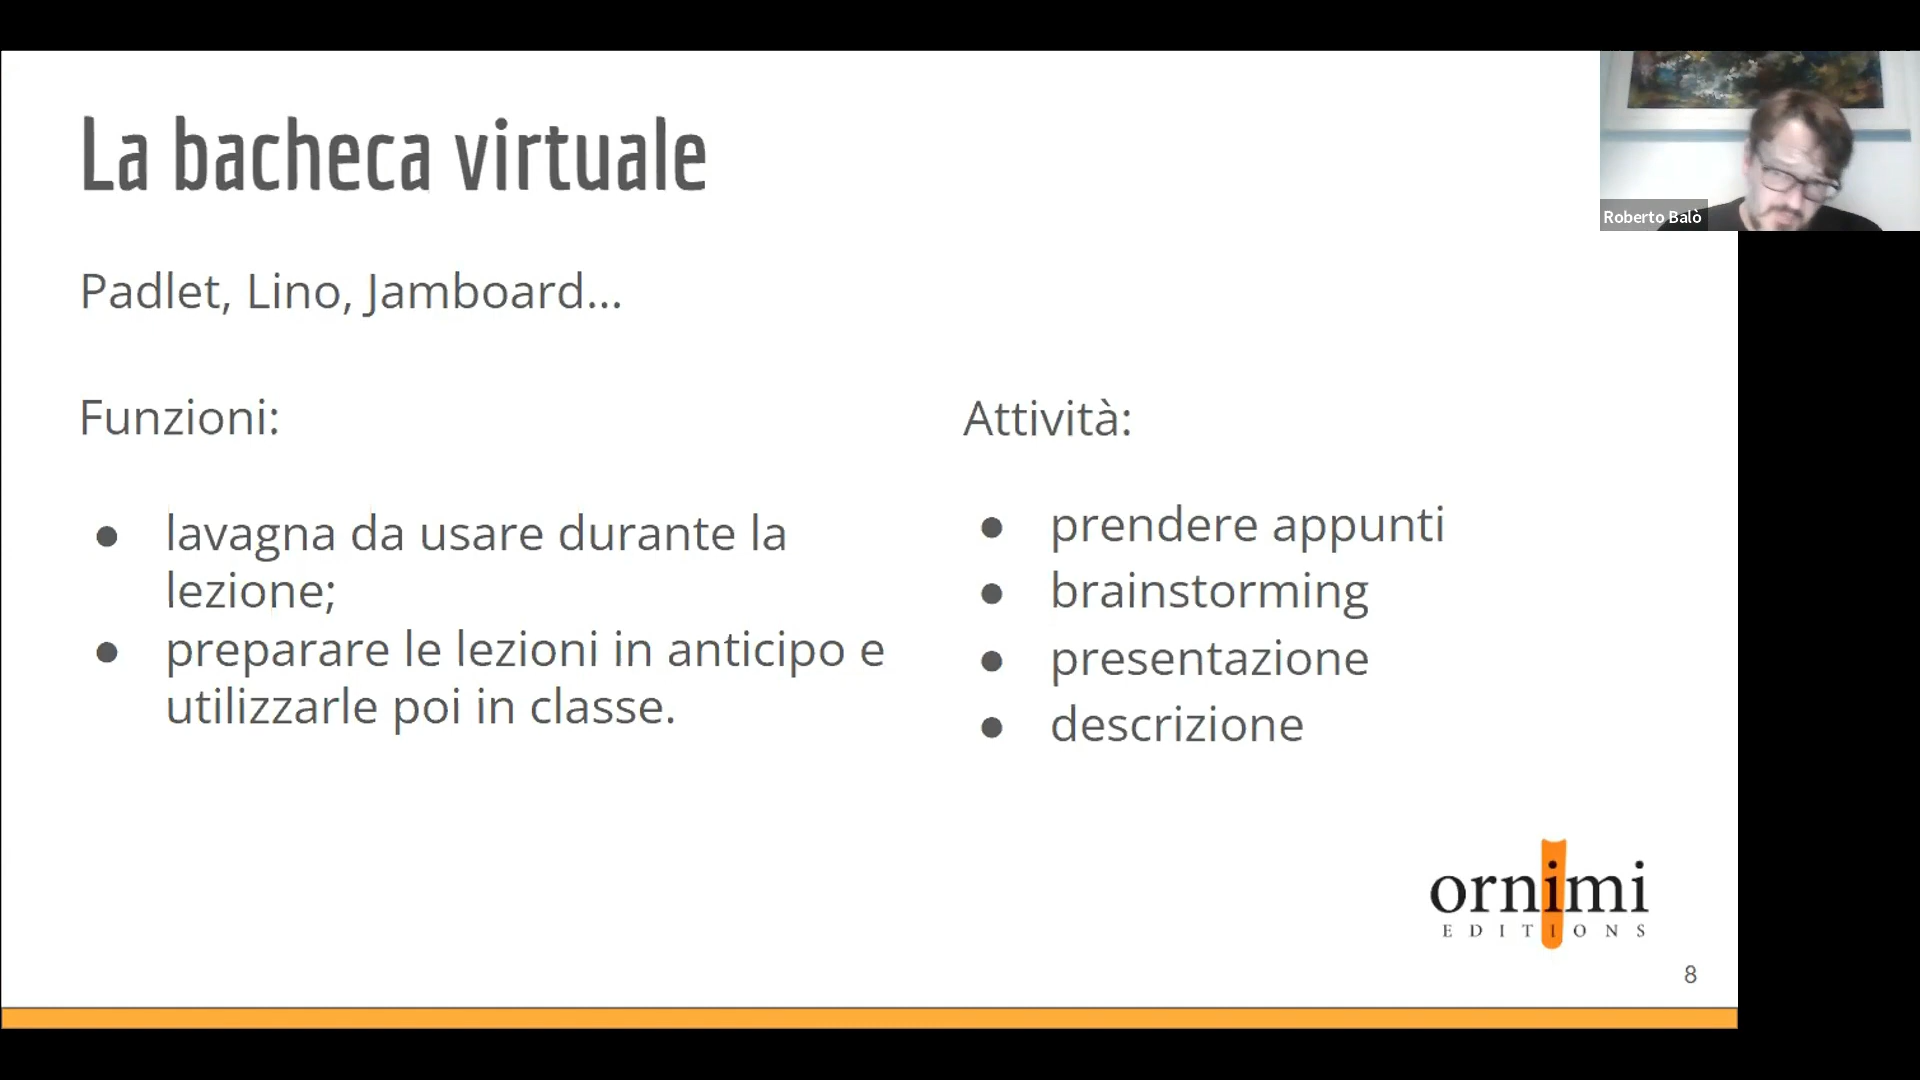 La bacheca virtuale
Roberto Balò
Padlet, Lino, Jamboard...
Funzioni:
● lavagna da usare durante la
lezione;
● preparare le lezioni in anticipo e
utilizzarle poi in classe.
Attività:
● prendere appunti
● brainstorming
● presentazione
● descrizione
ornimi
EDITIONS
8